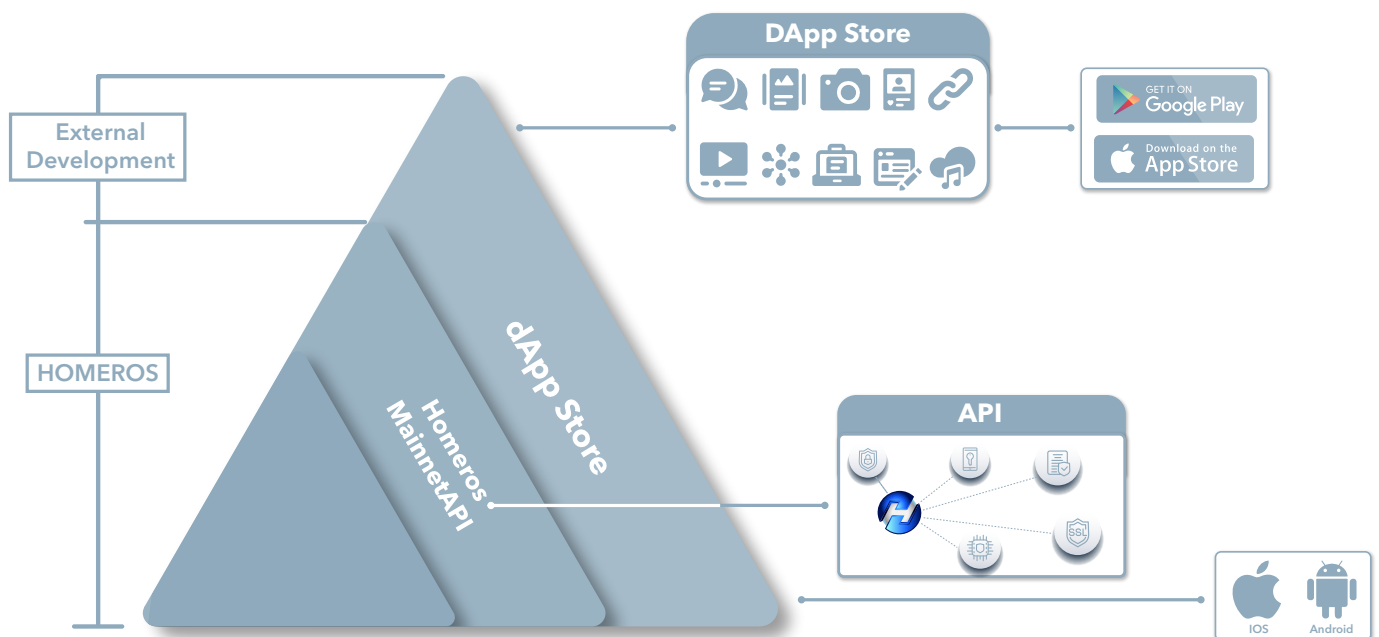 DApp Store
GET IT ON
Google Play
Download on the
App Store
External
Development
HOMEROS
dApp Store
Homeros
MainnetAPI
API
SSL
IOS
Android